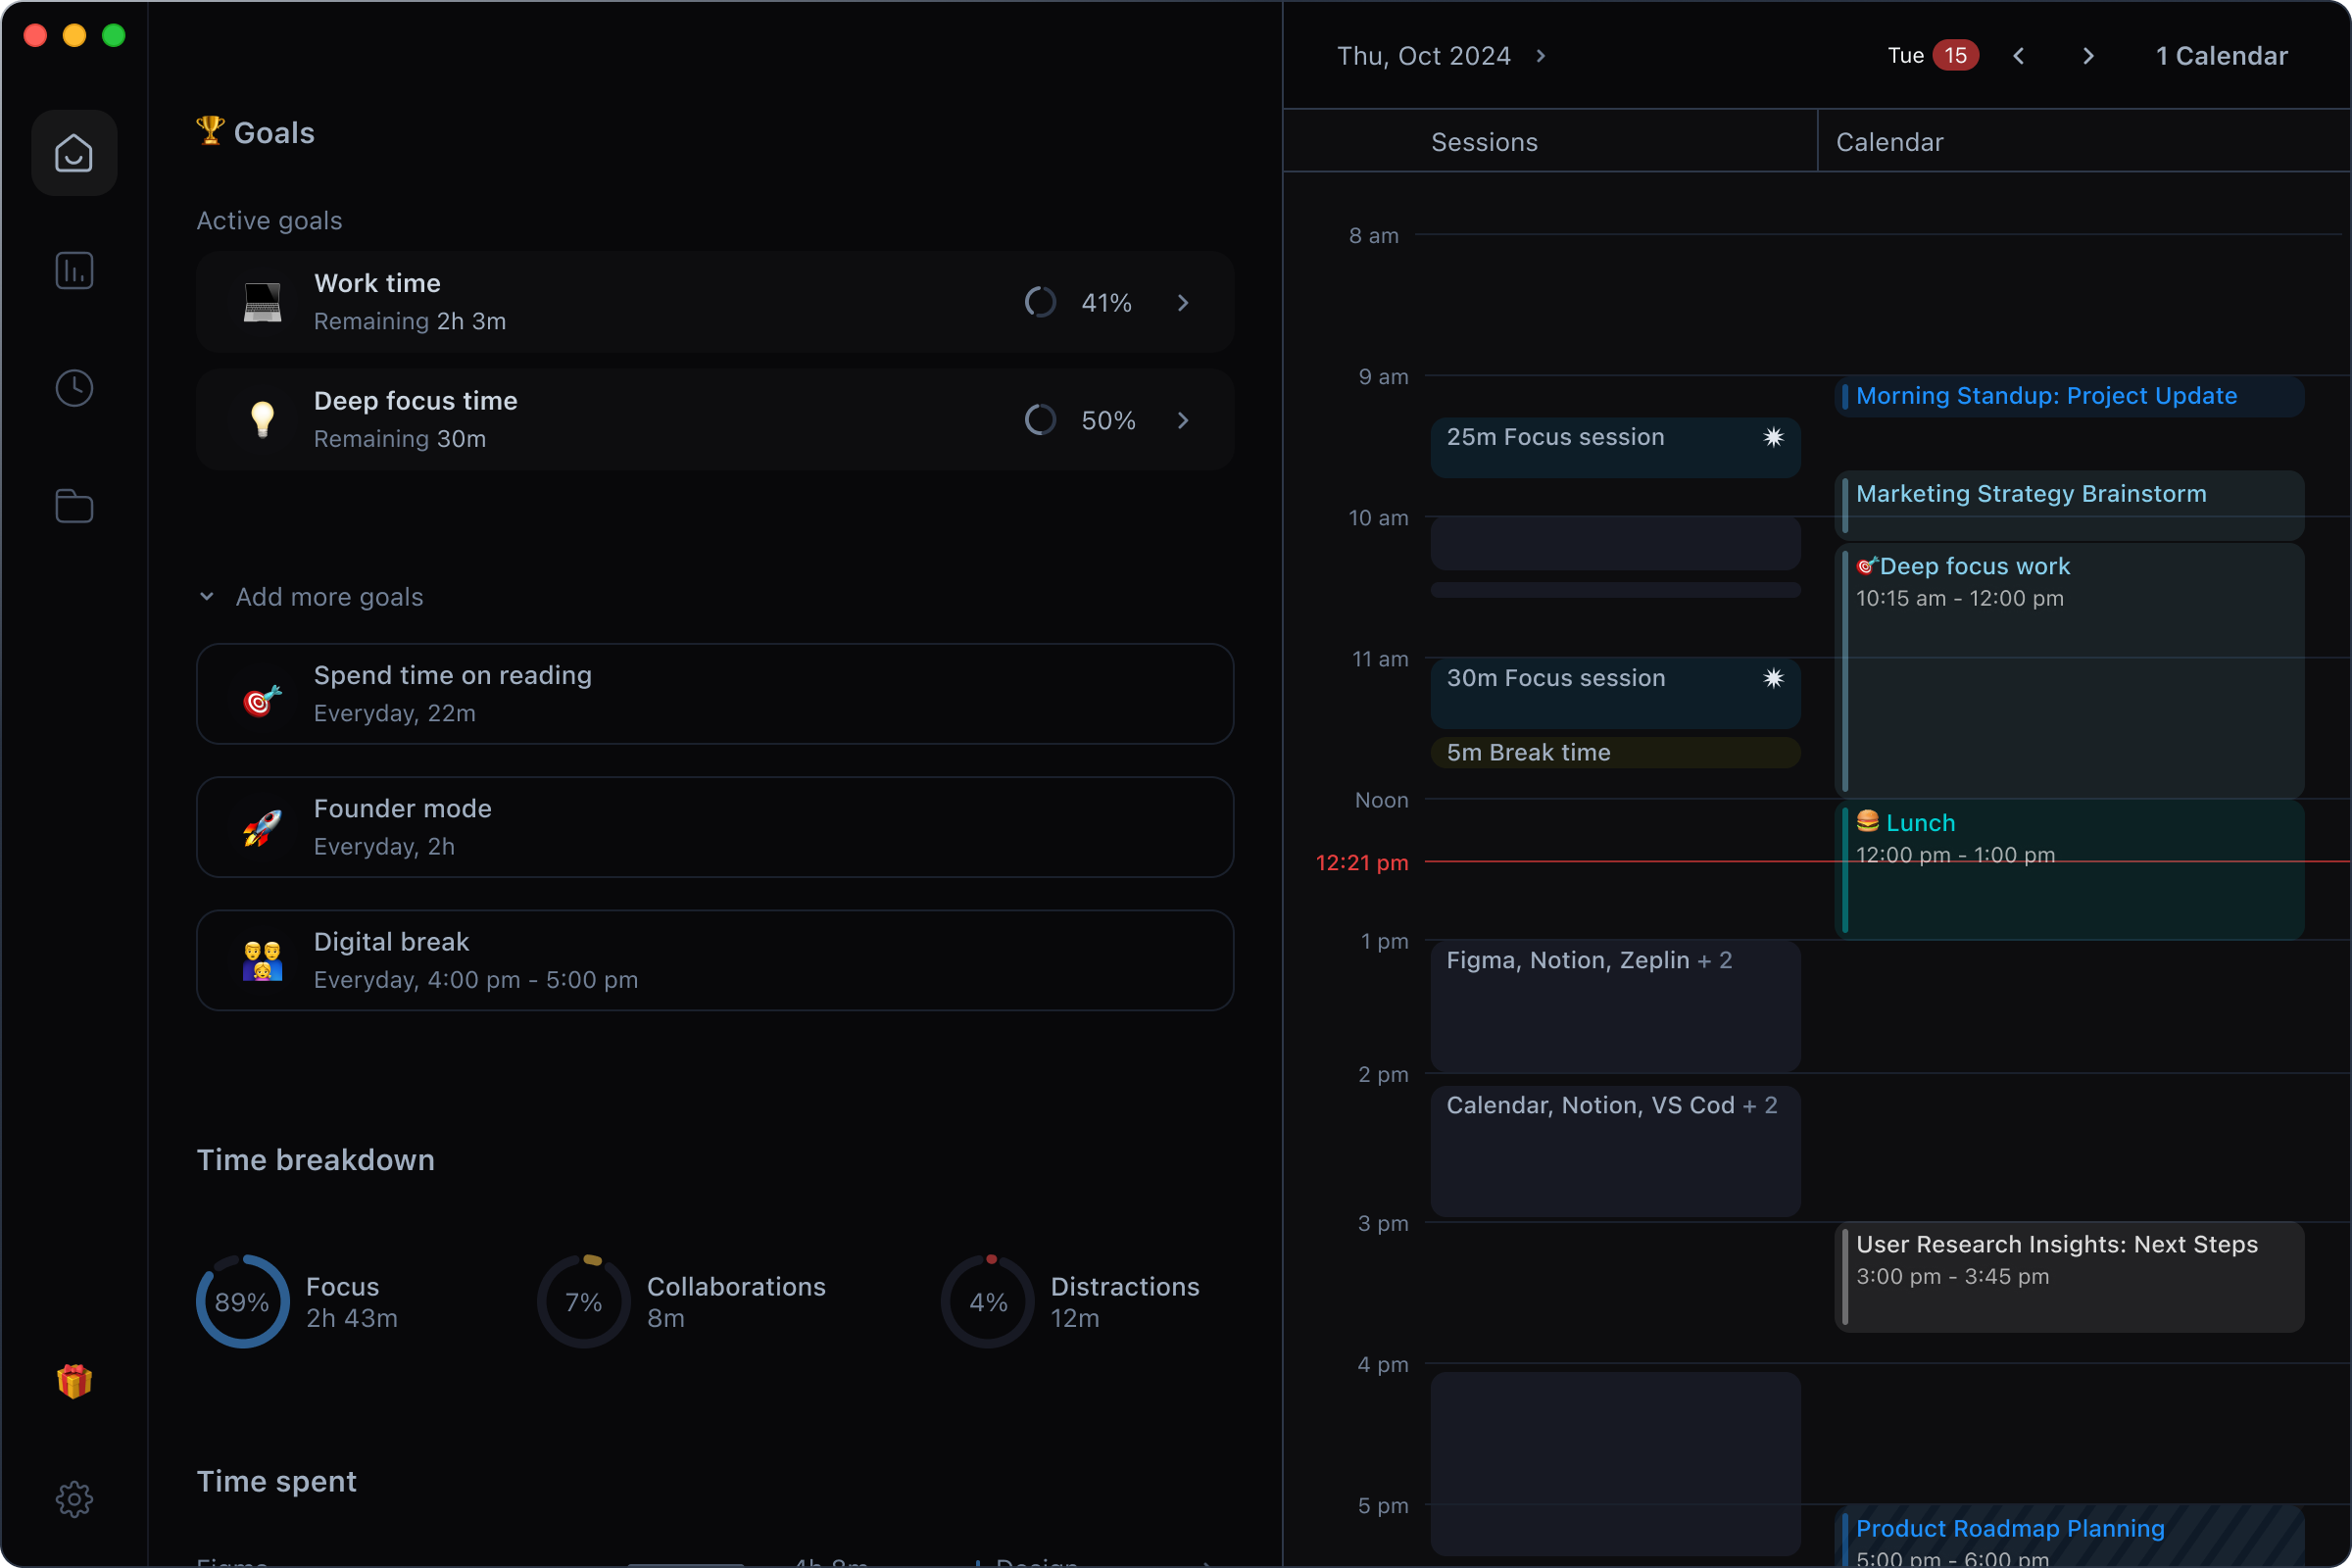 Goals
Active goals
Work time
Remaining 2h 3m
41%
Deep focus time
Remaining 30m
50%
Add more goals
Spend time on reading
Everyday, 22m
Founder mode
Everyday, 2h
Digital break
Everyday, 4:00 pm - 5:00 pm
Time breakdown
89%
Focus
2h 43m
7%
Collaborations
8m
4%
Distractions
12m
Time spent
Figma 4h 8m Design
Thu, Oct 2024
Tue 15
1 Calendar
Sessions
Calendar
8 am
9 am
Morning Standup: Project Update
25m Focus session
Marketing Strategy Brainstorm
10 am
Deep focus work
10:15 am - 12:00 pm
11 am
30m Focus session
5m Break time
Noon
Lunch
12:00 pm - 1:00 pm
12:21 pm
1 pm
Figma, Notion, Zeplin + 2
2 pm
Calendar, Notion, VS Cod + 2
3 pm
User Research Insights: Next Steps
3:00 pm - 3:45 pm
4 pm
5 pm
Product Roadmap Planning
5:00 pm - 6:00 pm